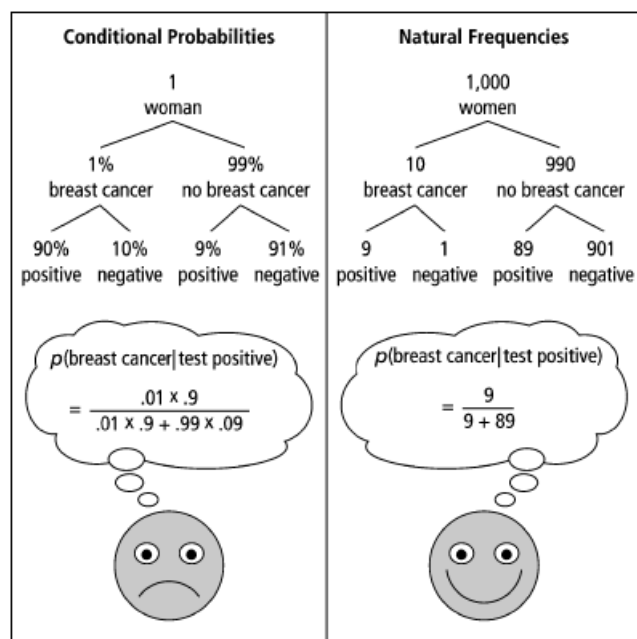 Conditional Probabilities
1
woman
1% 99%
breast cancer no breast cancer
90% 10% 9% 91%
positive negative positive negative
p(breast cancer|test positive)
= .01 × .9
.01 × .9 + .99 × .09
Natural Frequencies
1,000
women
10 990
breast cancer no breast cancer
9 1 89 901
positive negative positive negative
p(breast cancer|test positive)
= 9
9 + 89